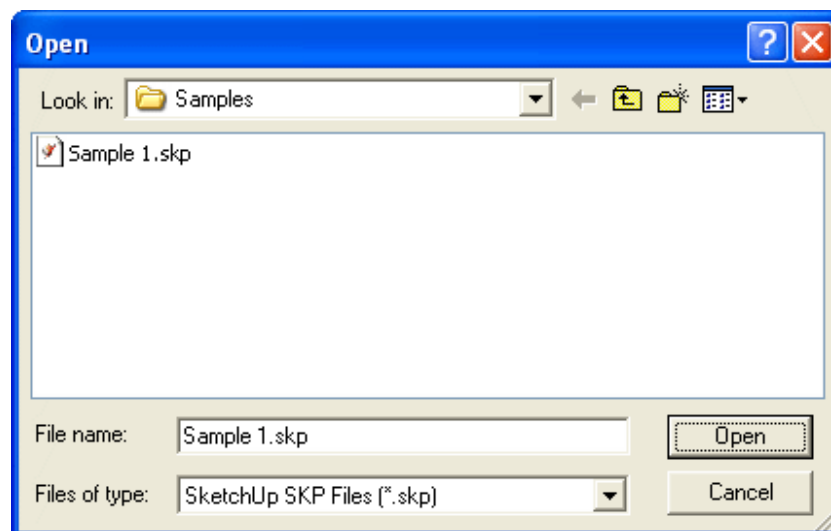 Open
Look in: Samples
Sample 1.skp
File name: Sample 1.skp Open
Files of type: SketchUp SKP Files (*.skp) Cancel